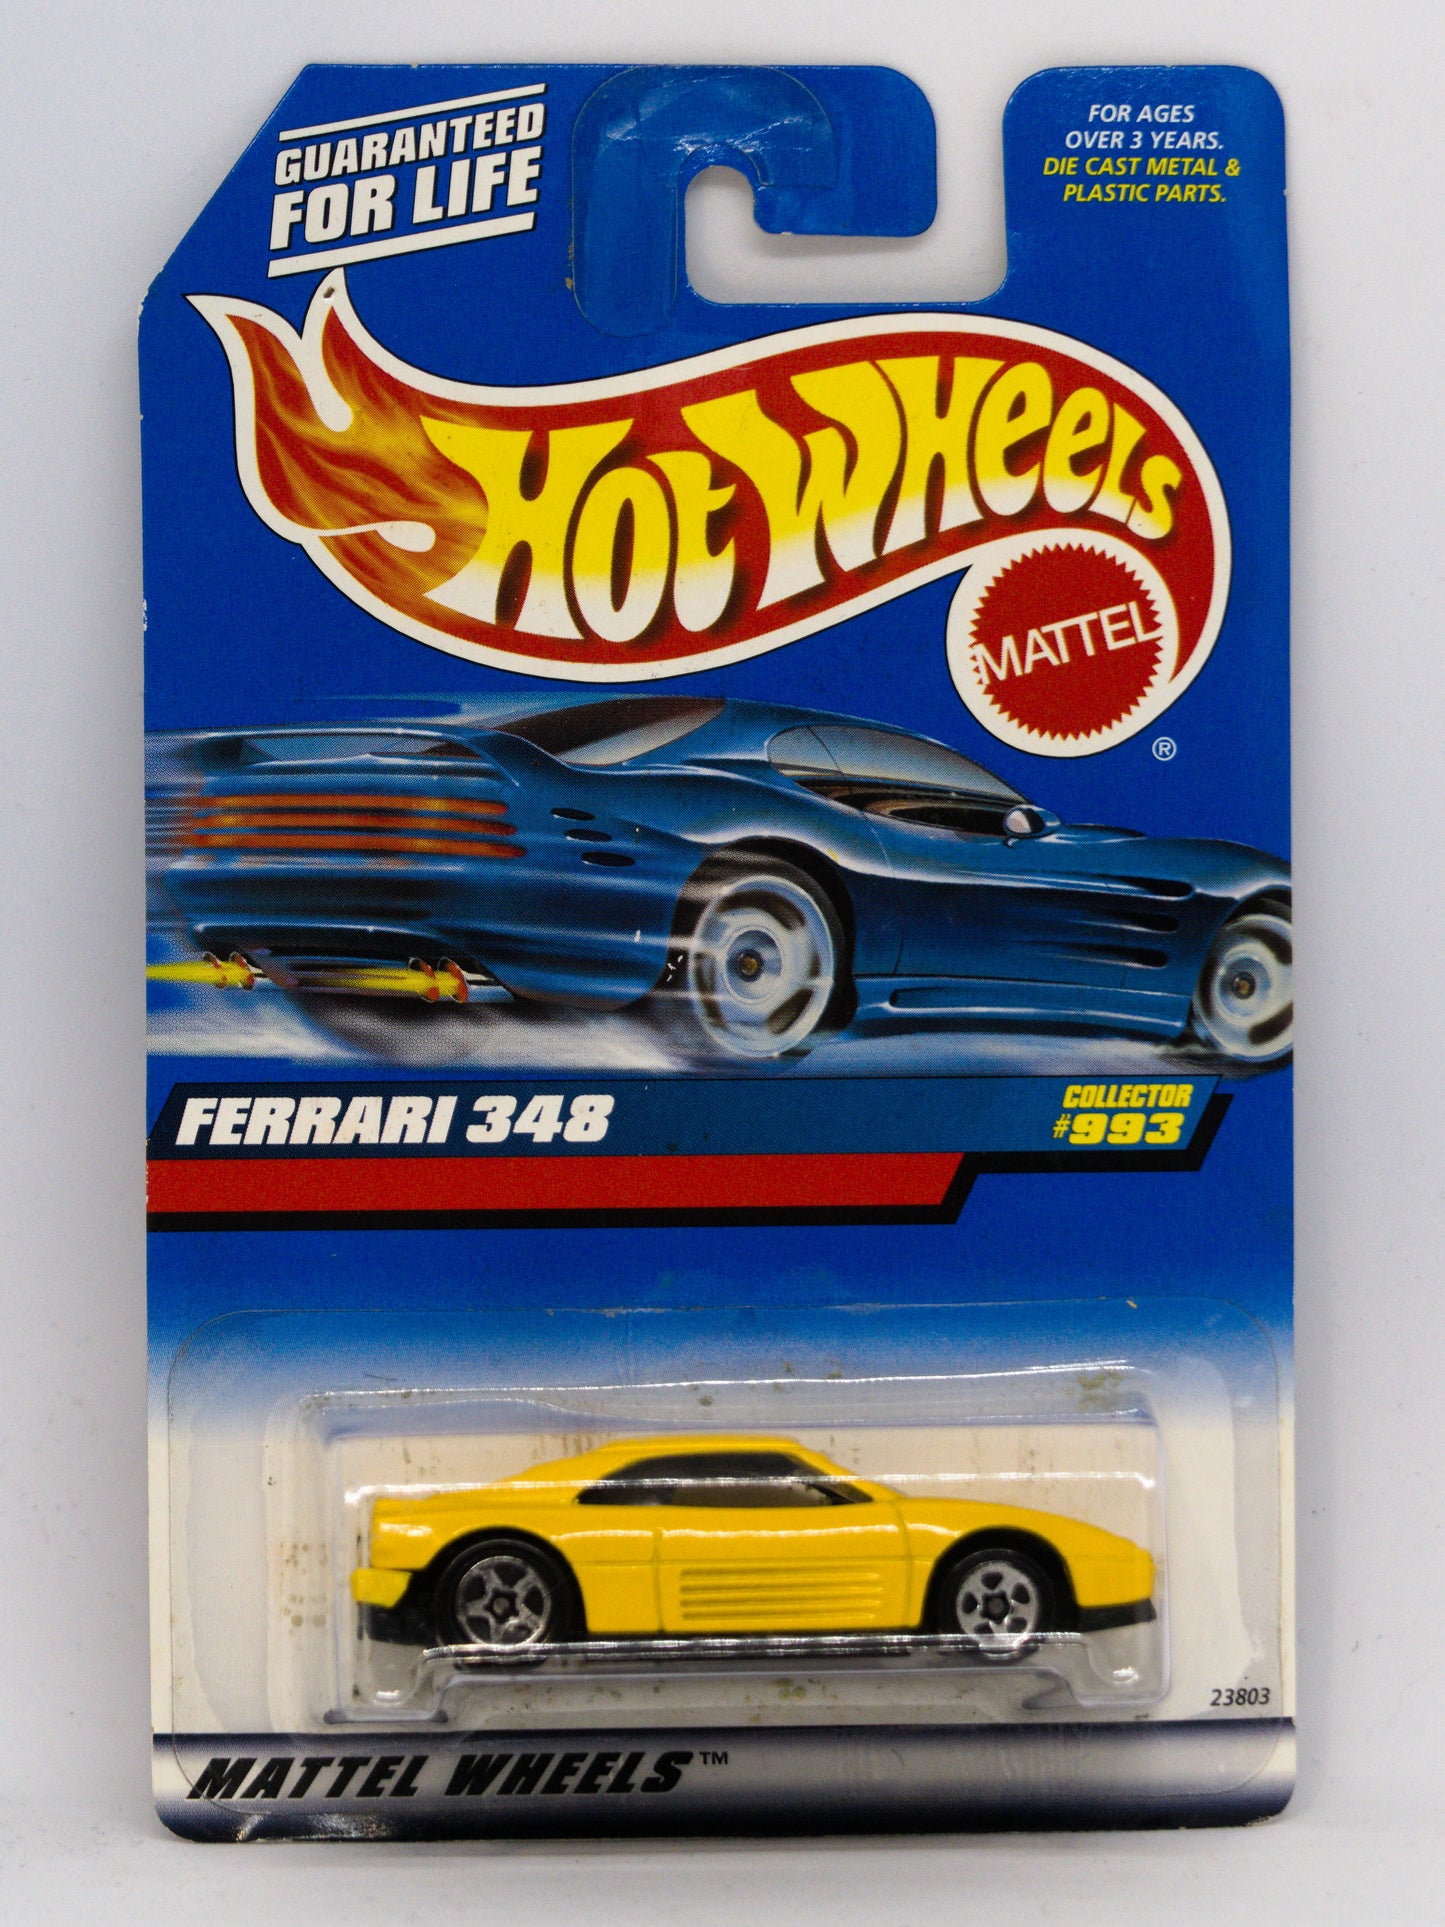 GUARANTEED
FOR LIFE
FOR AGES
OVER 3 YEARS.
DIE CAST METAL &
PLASTIC PARTS.
HOT WHEELS
MATTEL
®
FERRARI 348
COLLECTOR
#993
23803
MATTEL WHEELS™